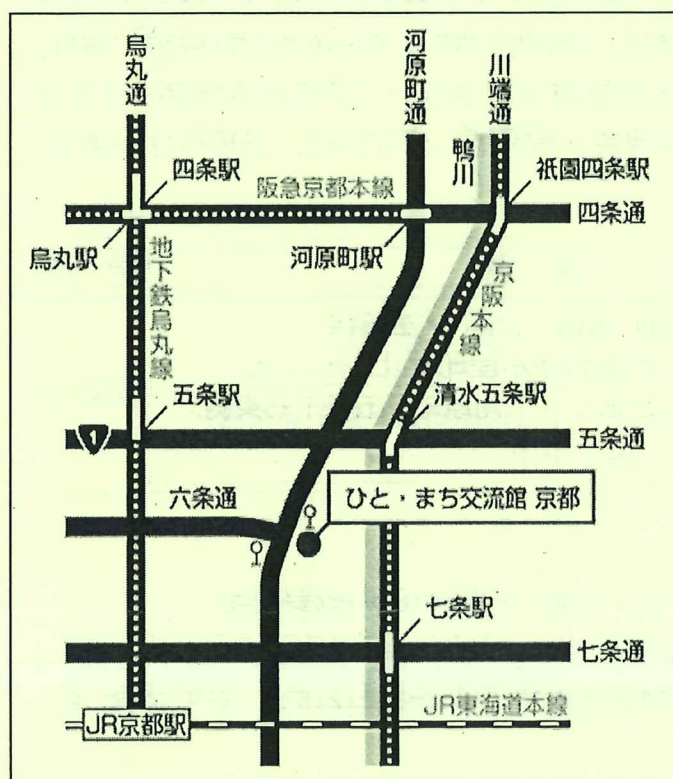 烏丸通
河原町通
川端通
鴨川
四条駅
阪急京都本線
祇園四条駅
四条通
烏丸駅
河原町駅
地下鉄烏丸線
京阪本線
五条駅
清水五条駅
1
五条通
六条通
ひと・まち交流館 京都
七条駅
七条通
JR京都駅
JR東海道本線